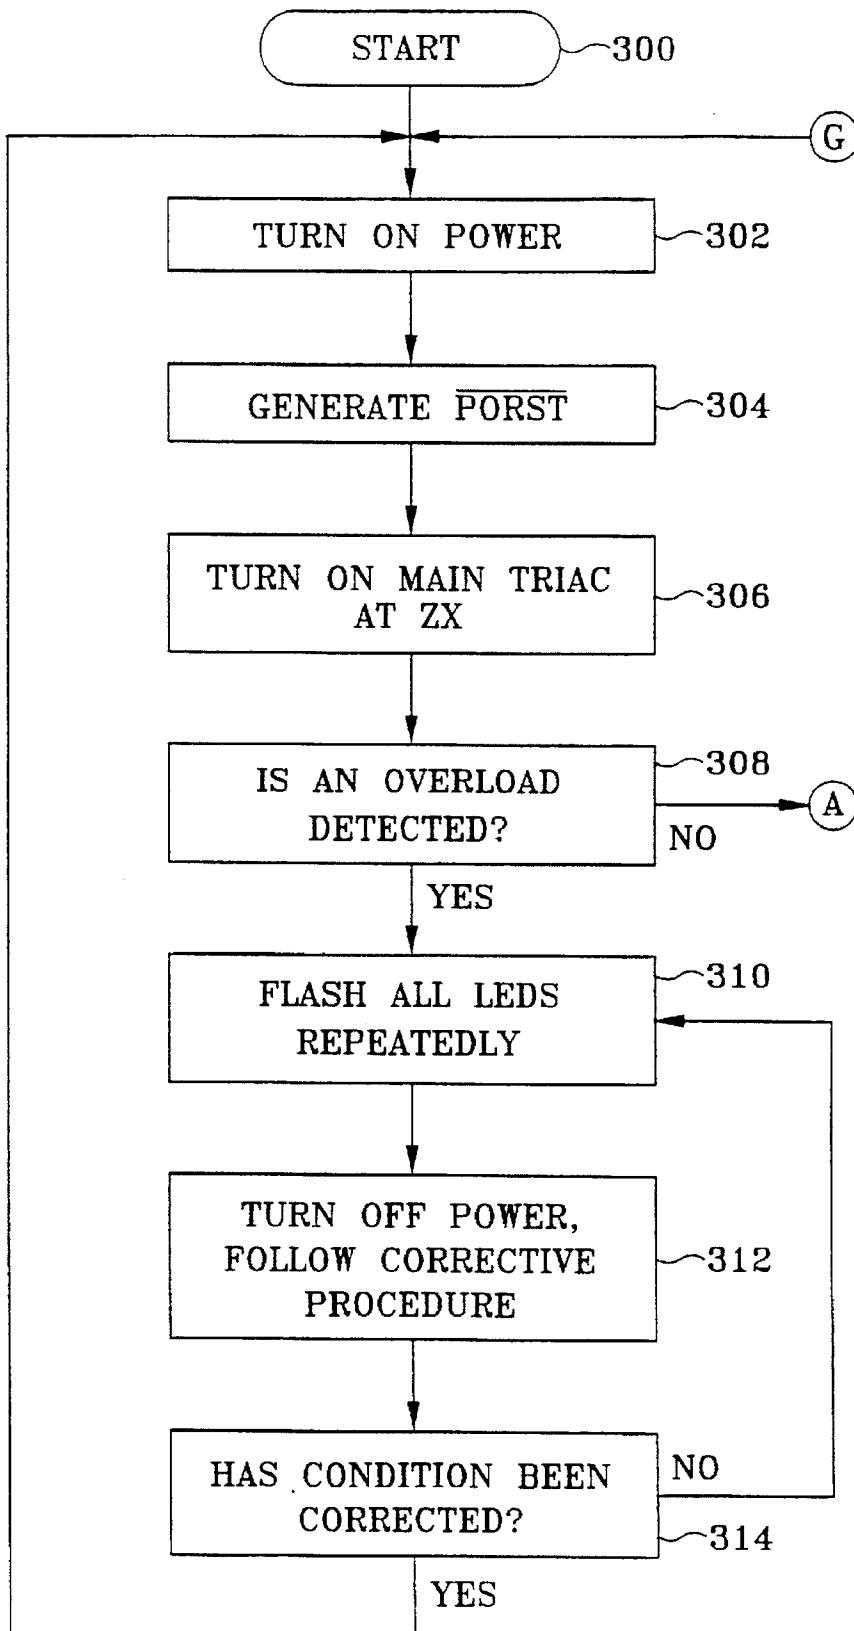 START
300
G
TURN ON POWER
302
GENERATE P̅O̅R̅S̅T̅
304
TURN ON MAIN TRIAC
AT ZX
306
IS AN OVERLOAD
DETECTED?
308
A
NO
YES
FLASH ALL LEDS
REPEATEDLY
310
TURN OFF POWER,
FOLLOW CORRECTIVE
PROCEDURE
312
HAS CONDITION BEEN
CORRECTED?
NO
314
YES